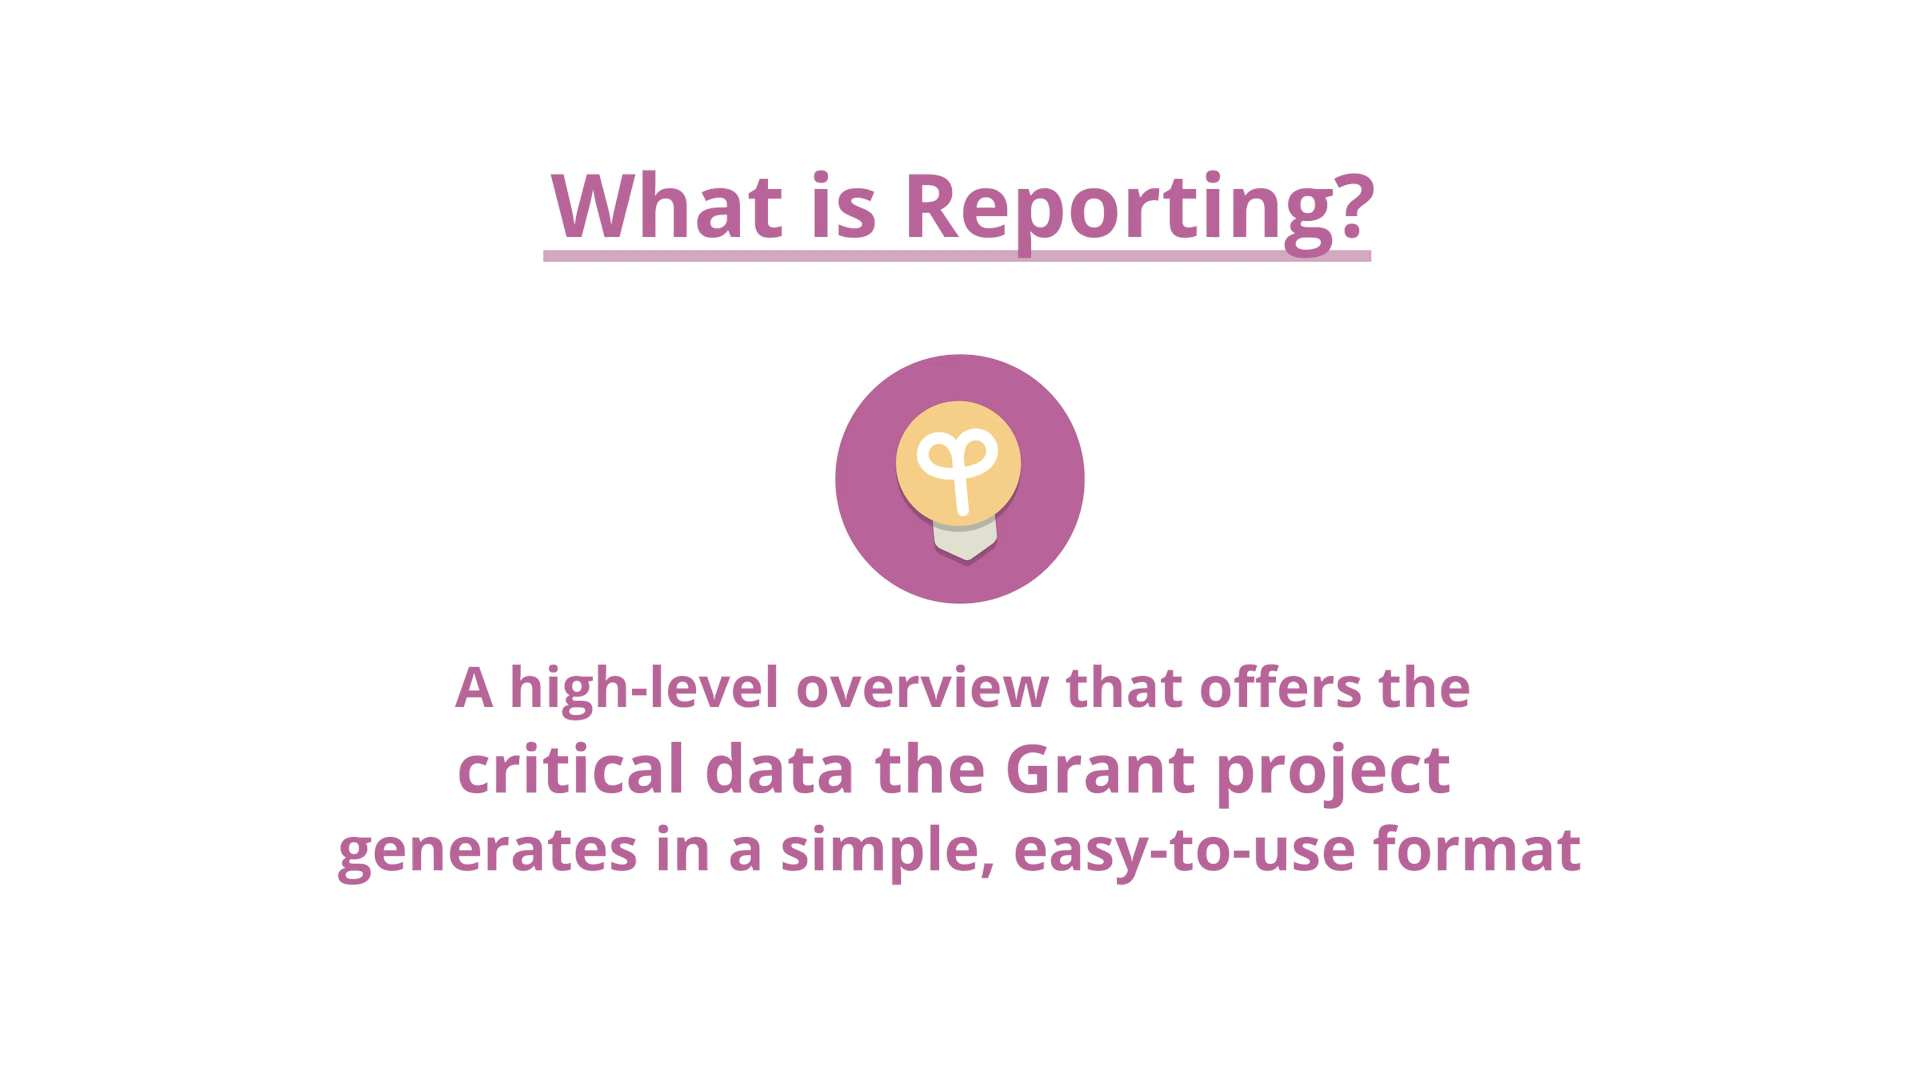 What is Reporting?
A high-level overview that offers the
critical data the Grant project
generates in a simple, easy-to-use format